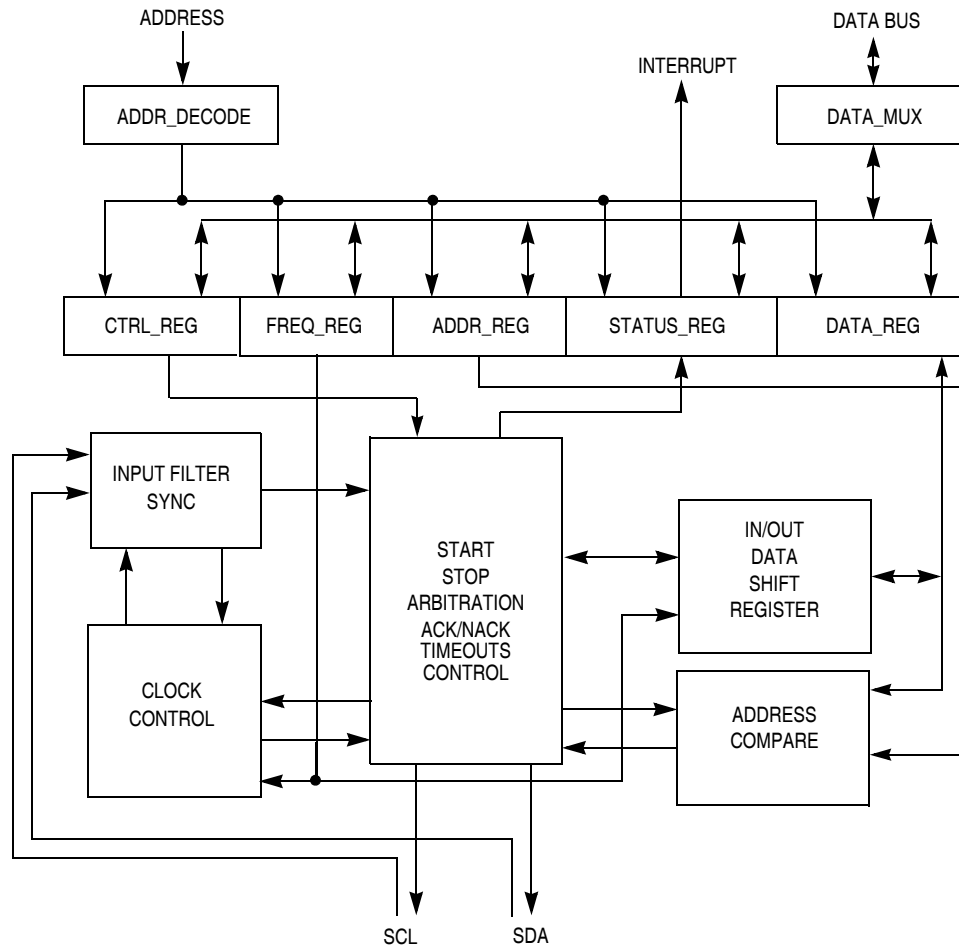 ADDRESS
DATA BUS
INTERRUPT
ADDR_DECODE
DATA_MUX
CTRL_REG
FREQ_REG
ADDR_REG
STATUS_REG
DATA_REG
INPUT FILTER
SYNC
START
STOP
ARBITRATION
ACK/NACK
TIMEOUTS
CONTROL
IN/OUT
DATA
SHIFT
REGISTER
CLOCK
CONTROL
ADDRESS
COMPARE
SCL
SDA